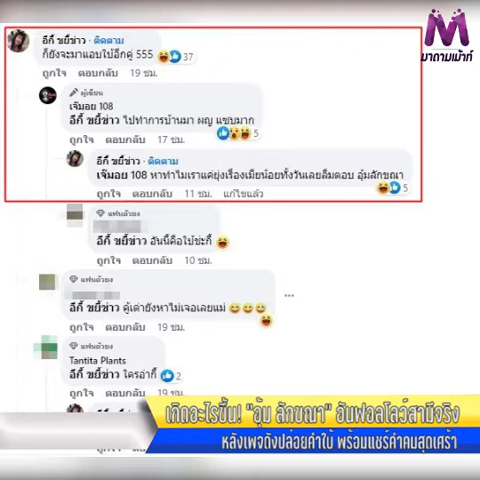 มาดามเม้าท์
อีกี้ ขยี้ข่าว · ติดตาม
ก็ยังจะมาแอบใบ้อีกคู่ 555
37
ถูกใจ ตอบกลับ 19 ชม.
ผู้เขียน
เจ๊มอย 108
อีกี้ ขยี้ข่าว ไปทำการบ้านมา ผญ แซบมาก
5
ถูกใจ ตอบกลับ 17 ชม.
อีกี้ ขยี้ข่าว · ติดตาม
เจ๊มอย 108 หาทำไมเราแค่ยุ่งเรื่องเมียน้อยทั้งวันเลยลืมตอบ อุ้มลักขณา
5
ถูกใจ ตอบกลับ 11 ชม. แก้ไขแล้ว
แฟนตัวยง
อีกี้ ขยี้ข่าว อันนี้คือใบ้ช่ะกี้
ถูกใจ ตอบกลับ 10 ชม.
แฟนตัวยง
อีกี้ ขยี้ข่าว คู่เด่ายังหาไม่เจอเลยแม่
ถูกใจ ตอบกลับ 19 ชม.
แฟนตัวยง
Tantita Plants
อีกี้ ขยี้ข่าว ใครอ่ากี้
2
ถูกใจ ตอบกลับ 19 ชม.
เกิดอะไรขึ้น! "อุ้ม ลักขณา" อันฟอลโลว์สามีจริง
หลังเพจดังปล่อยคำใบ้ พร้อมแชร์คำคมสุดเศร้า